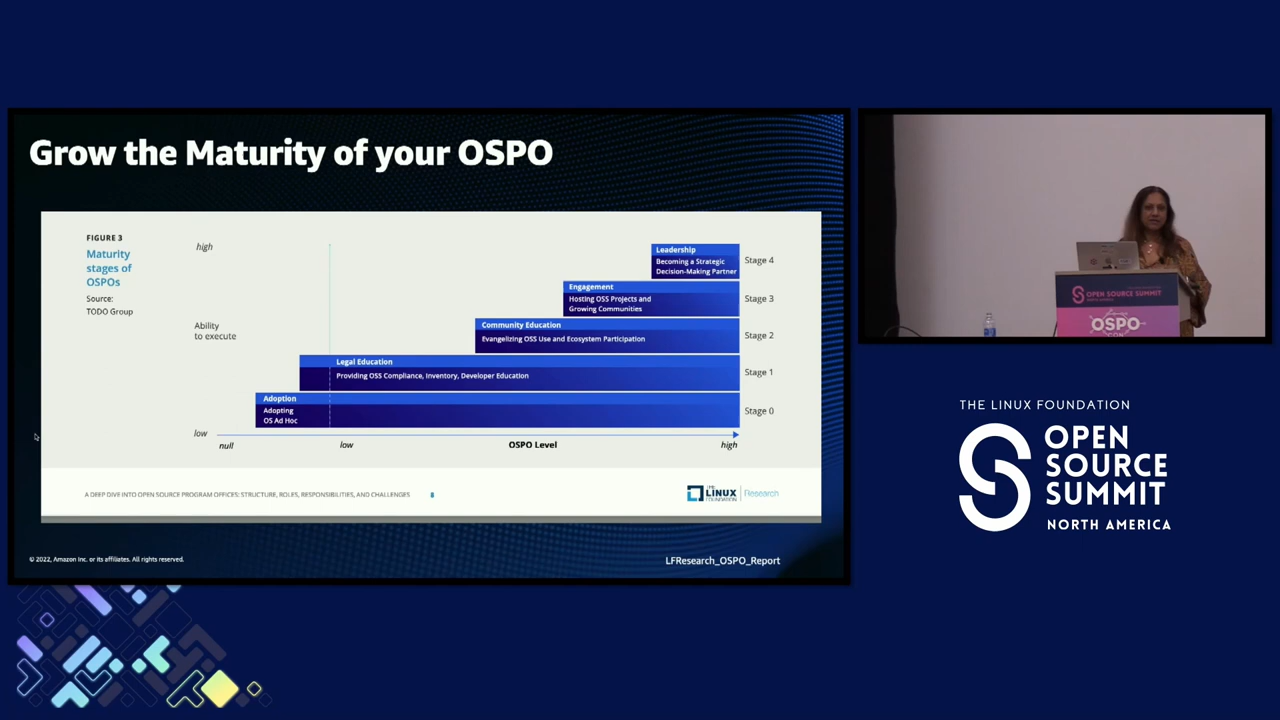 Grow the Maturity of your OSPO
FIGURE 3
Maturity
stages of
OSPOs
Source:
TODO Group
high
Ability
to execute
low
Leadership
Becoming a Strategic
Decision-Making Partner
Stage 4
Engagement
Hosting OSS Projects and
Growing Communities
Stage 3
Community Education
Evangelizing OSS Use and Ecosystem Participation
Stage 2
Legal Education
Providing OSS Compliance, Inventory, Developer Education
Stage 1
Adoption
Adopting
OS Ad Hoc
Stage 0
null
low
OSPO Level
high
A DEEP DIVE INTO OPEN SOURCE PROGRAM OFFICES: STRUCTURE, ROLES, RESPONSIBILITIES, AND CHALLENGES
8
THE
LINUX
FOUNDATION
Research
© 2022, Amazon Inc. or its affiliates. All rights reserved.
LFResearch_OSPO_Report
OPEN SOURCE SUMMIT
OSPO
CON
THE LINUX FOUNDATION
OPEN
SOURCE
SUMMIT
NORTH AMERICA